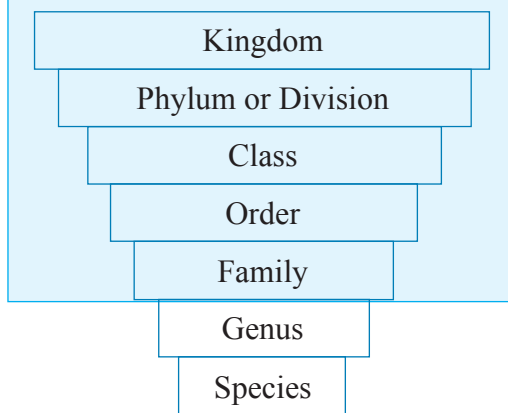 Kingdom
Phylum or Division
Class
Order
Family
Genus
Species